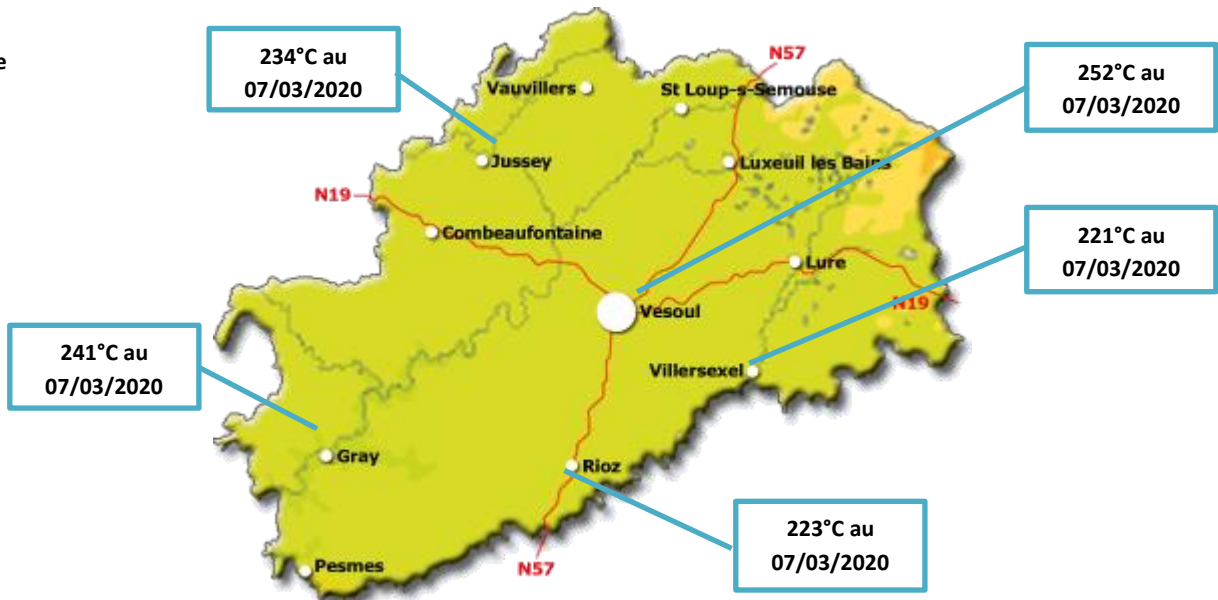 e
234°C au
07/03/2020
N57
252°C au
07/03/2020
Vauvillers
St Loup-s-Semouse
Jussey
Luxeuil les Bains
N19
Combeaufontaine
221°C au
07/03/2020
Lure
Vesoul
N19
241°C au
07/03/2020
Villersexel
Gray
Rioz
223°C au
07/03/2020
Pesmes
N57